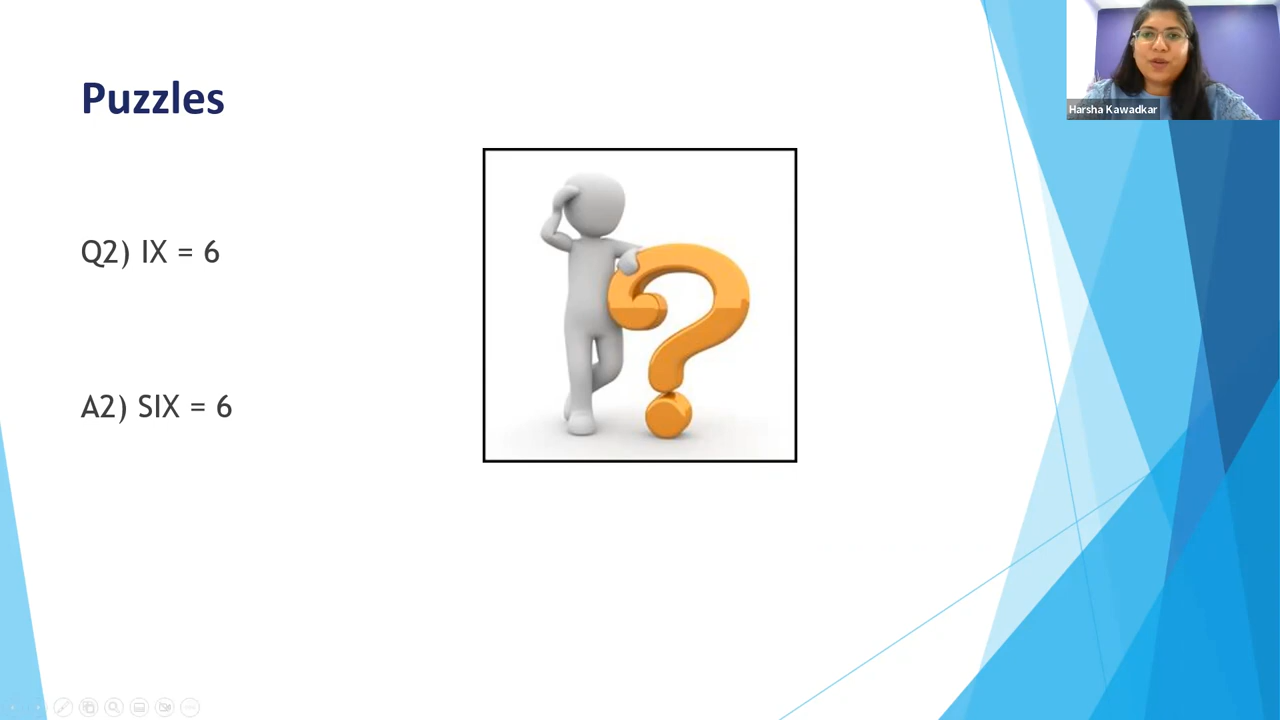 Puzzles
Harsha Kawadkar
Q2) IX = 6
A2) SIX = 6